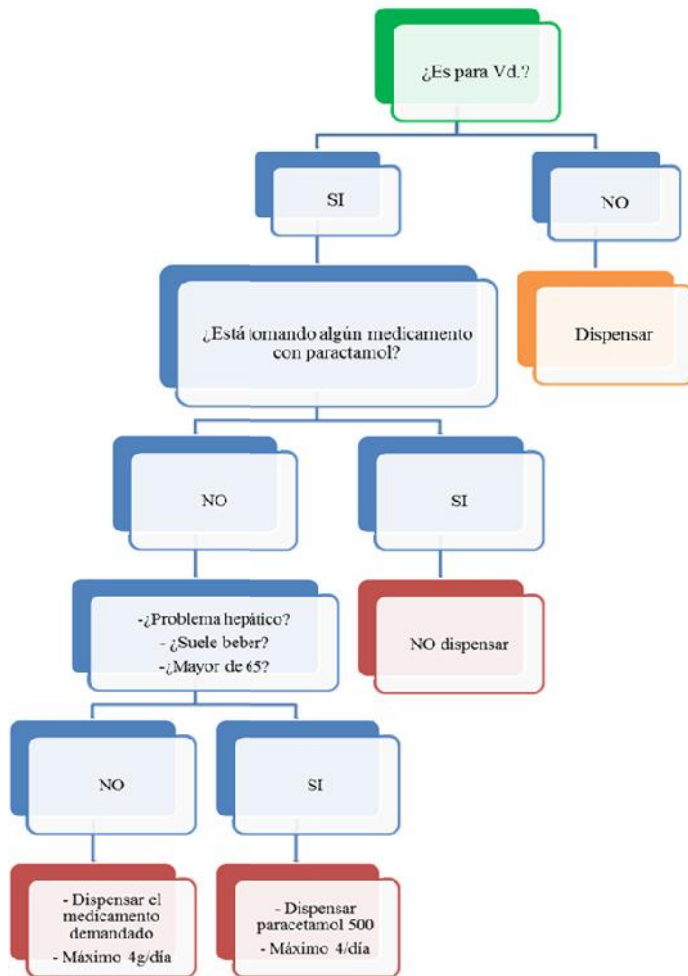 ¿Es para Vd.?
SI
NO
¿Está tomando algún medicamento
con paractamol?
Dispensar
NO
SI
-¿Problema hepático?
- ¿Suele beber?
-¿Mayor de 65?
NO dispensar
NO
SI
- Dispensar el
medicamento
demandado
- Máximo 4g/día
- Dispensar
paracetamol 500
- Máximo 4/día